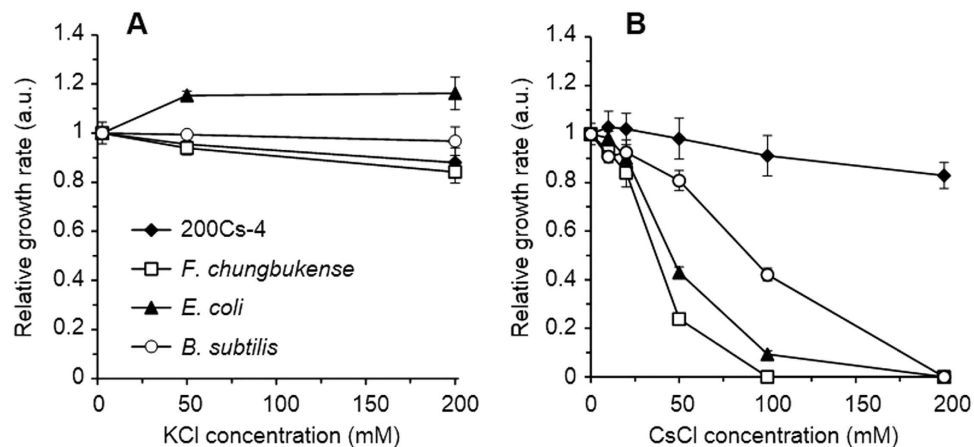 A
Relative growth rate (a.u.)
1.4
1.2
1
0.8
0.6
0.4
0.2
0
200Cs-4
F. chungbukense
E. coli
B. subtilis
0 50 100 150 200
KCl concentration (mM)
B
Relative growth rate (a.u.)
1.4
1.2
1
0.8
0.6
0.4
0.2
0
0 50 100 150 200
CsCl concentration (mM)